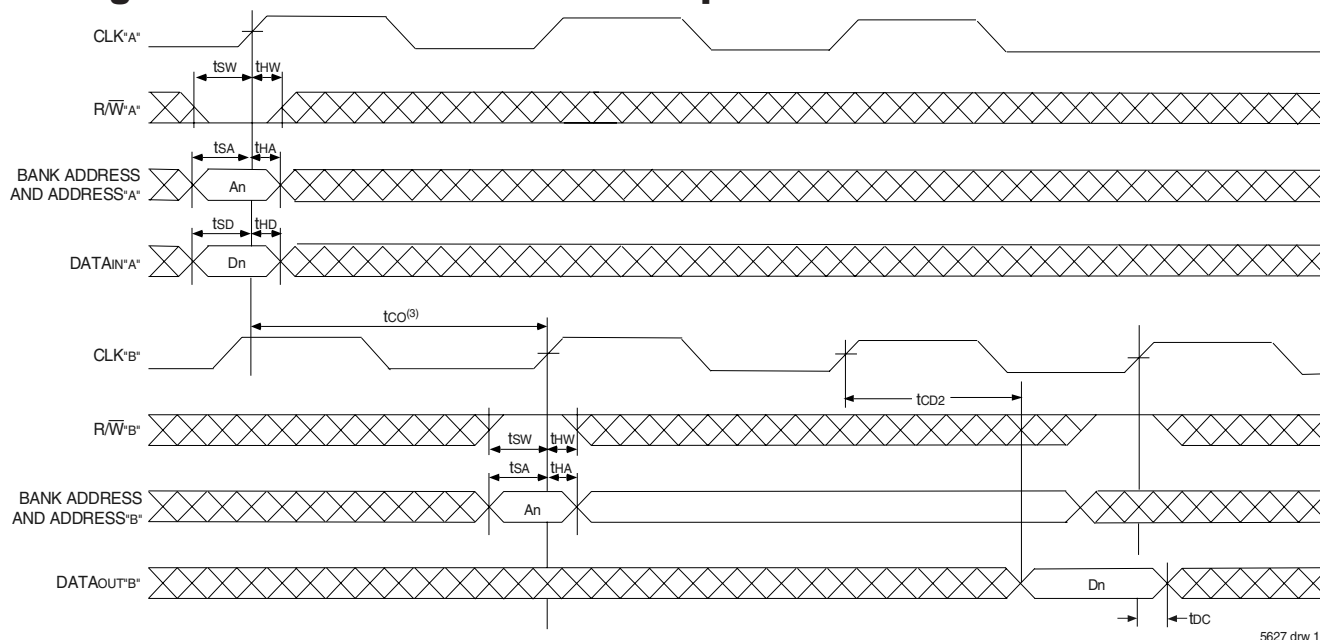 CLK"A"
tSW tHW
R/W"A"
tSA tHA
BANK ADDRESS
AND ADDRESS"A"
An
tSD tHD
DATAIN"A"
Dn
tCO(3)
CLK"B"
tCD2
R/W"B"
tSW tHW
tSA tHA
BANK ADDRESS
AND ADDRESS"B"
An
DATAOUT"B"
Dn
tDC
5627 drw 1